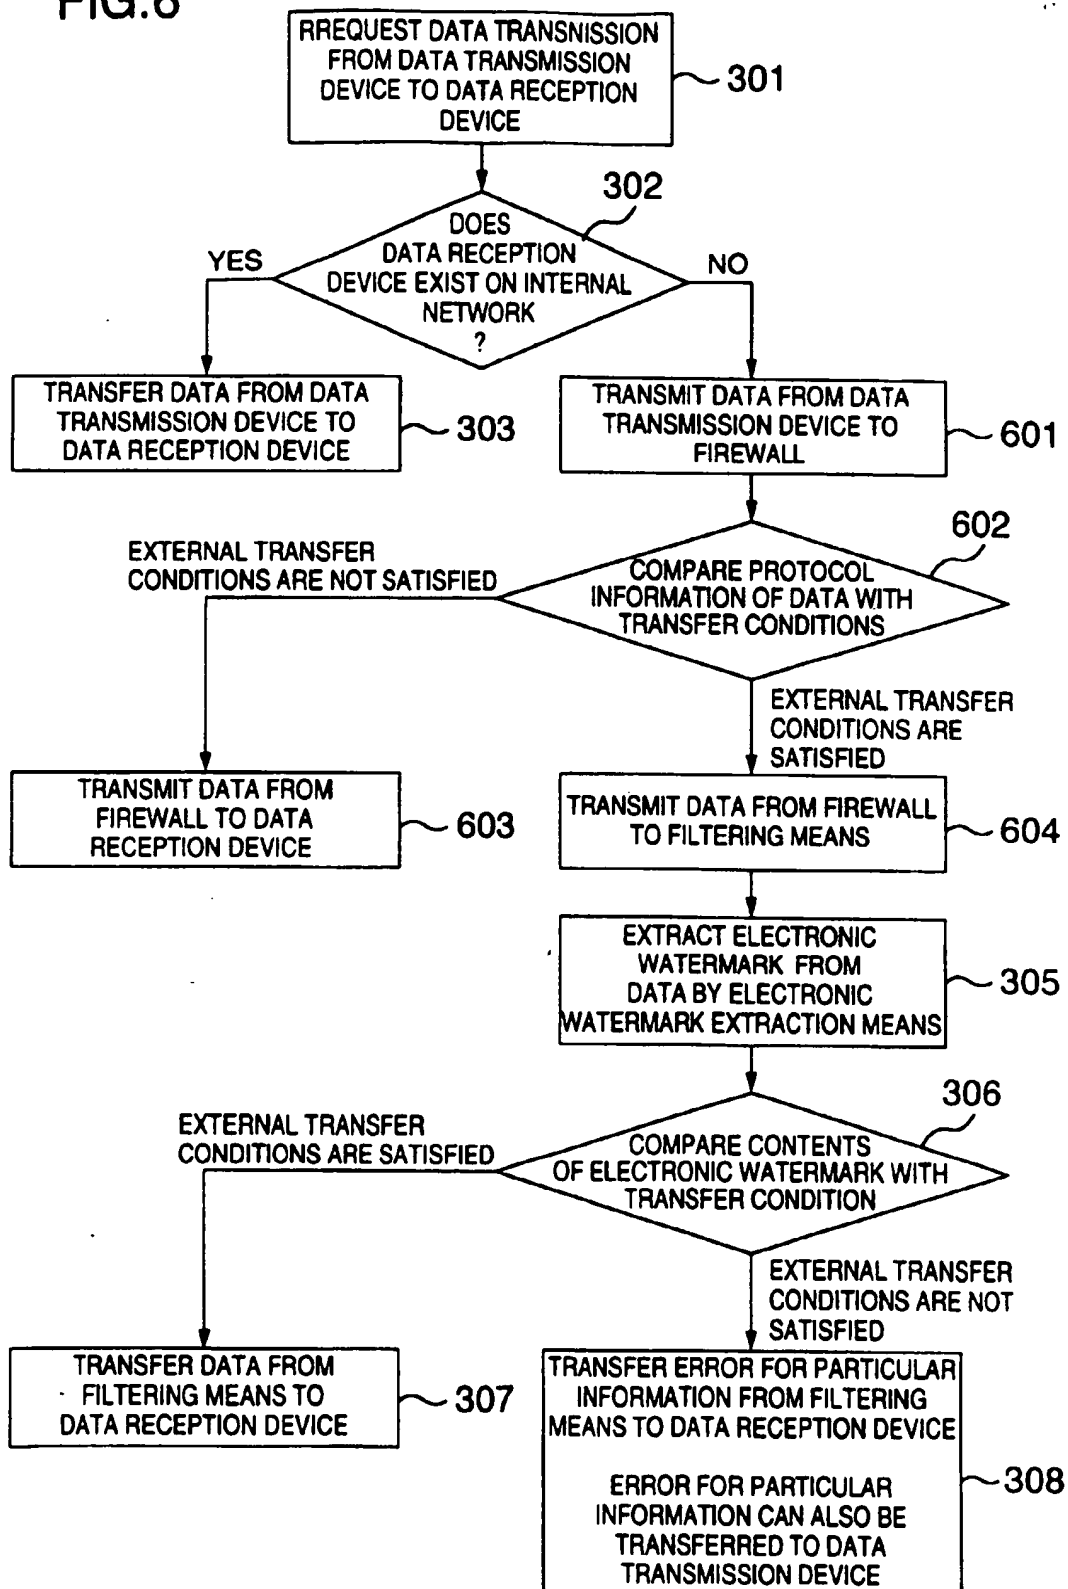 FIG.6
RREQUEST DATA TRANSNISSION
FROM DATA TRANSMISSION
DEVICE TO DATA RECEPTION
DEVICE
301
302
DOES
DATA RECEPTION
DEVICE EXIST ON INTERNAL
NETWORK
?
YES
NO
TRANSFER DATA FROM DATA
TRANSMISSION DEVICE TO
DATA RECEPTION DEVICE
303
TRANSMIT DATA FROM DATA
TRANSMISSION DEVICE TO
FIREWALL
601
602
COMPARE PROTOCOL
INFORMATION OF DATA WITH
TRANSFER CONDITIONS
EXTERNAL TRANSFER
CONDITIONS ARE NOT SATISFIED
EXTERNAL TRANSFER
CONDITIONS ARE
SATISFIED
TRANSMIT DATA FROM
FIREWALL TO DATA
RECEPTION DEVICE
603
TRANSMIT DATA FROM FIREWALL
TO FILTERING MEANS
604
EXTRACT ELECTRONIC
WATERMARK FROM
DATA BY ELECTRONIC
WATERMARK EXTRACTION MEANS
305
306
COMPARE CONTENTS
OF ELECTRONIC WATERMARK WITH
TRANSFER CONDITION
EXTERNAL TRANSFER
CONDITIONS ARE SATISFIED
EXTERNAL TRANSFER
CONDITIONS ARE NOT
SATISFIED
TRANSFER DATA FROM
FILTERING MEANS TO
DATA RECEPTION DEVICE
307
TRANSFER ERROR FOR PARTICULAR
INFORMATION FROM FILTERING
MEANS TO DATA RECEPTION DEVICE
ERROR FOR PARTICULAR
INFORMATION CAN ALSO BE
TRANSFERRED TO DATA
TRANSMISSION DEVICE
308